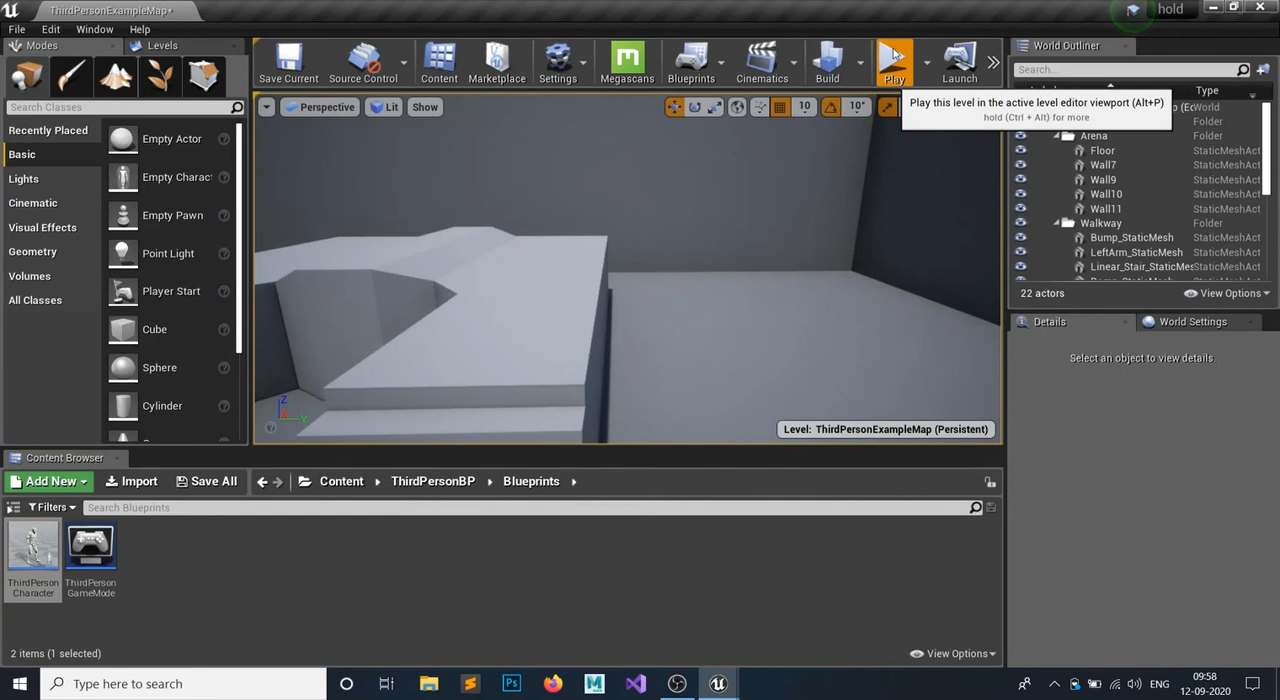 ThirdPersonExampleMap*
hold
File Edit Window Help
Modes
Levels
Search Classes
Recently Placed
Basic
Lights
Cinematic
Visual Effects
Geometry
Volumes
All Classes
Empty Actor
Empty Charac
Empty Pawn
Point Light
Player Start
Cube
Sphere
Cylinder
Save Current
Source Control
Content
Marketplace
Settings
Megascans
Blueprints
Cinematics
Build
Play
Launch
Perspective
Lit
Show
10
10°
Play this level in the active level editor viewport (Alt+P)
hold (Ctrl + Alt) for more
Z
X
Y
Level: ThirdPersonExampleMap (Persistent)
World Outliner
Search...
Type
World
Folder
Arena Folder
Floor StaticMeshAct
Wall7 StaticMeshAct
Wall9 StaticMeshAct
Wall10 StaticMeshAct
Wall11 StaticMeshAct
Walkway Folder
Bump_StaticMesh StaticMeshAct
LeftArm_StaticMesh StaticMeshAct
Linear_Stair_StaticMes StaticMeshAct
22 actors
View Options
Details
World Settings
Select an object to view details.
Content Browser
Add New
Import
Save All
Content
ThirdPersonBP
Blueprints
Filters
Search Blueprints
ThirdPerson
Character
ThirdPerson
GameMode
2 items (1 selected)
View Options
Type here to search
Ps
M
ENG
09:58
12-09-2020